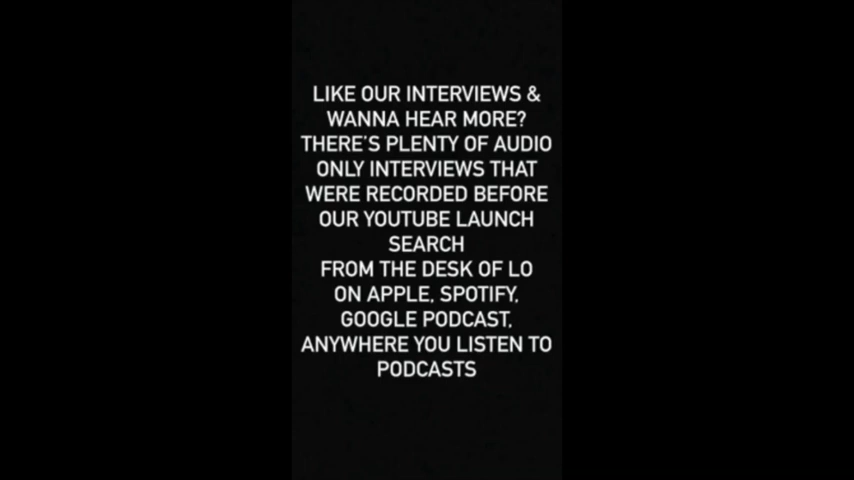 LIKE OUR INTERVIEWS &
WANNA HEAR MORE?
THERE'S PLENTY OF AUDIO
ONLY INTERVIEWS THAT
WERE RECORDED BEFORE
OUR YOUTUBE LAUNCH
SEARCH
FROM THE DESK OF LO
ON APPLE, SPOTIFY,
GOOGLE PODCAST,
ANYWHERE YOU LISTEN TO
PODCASTS